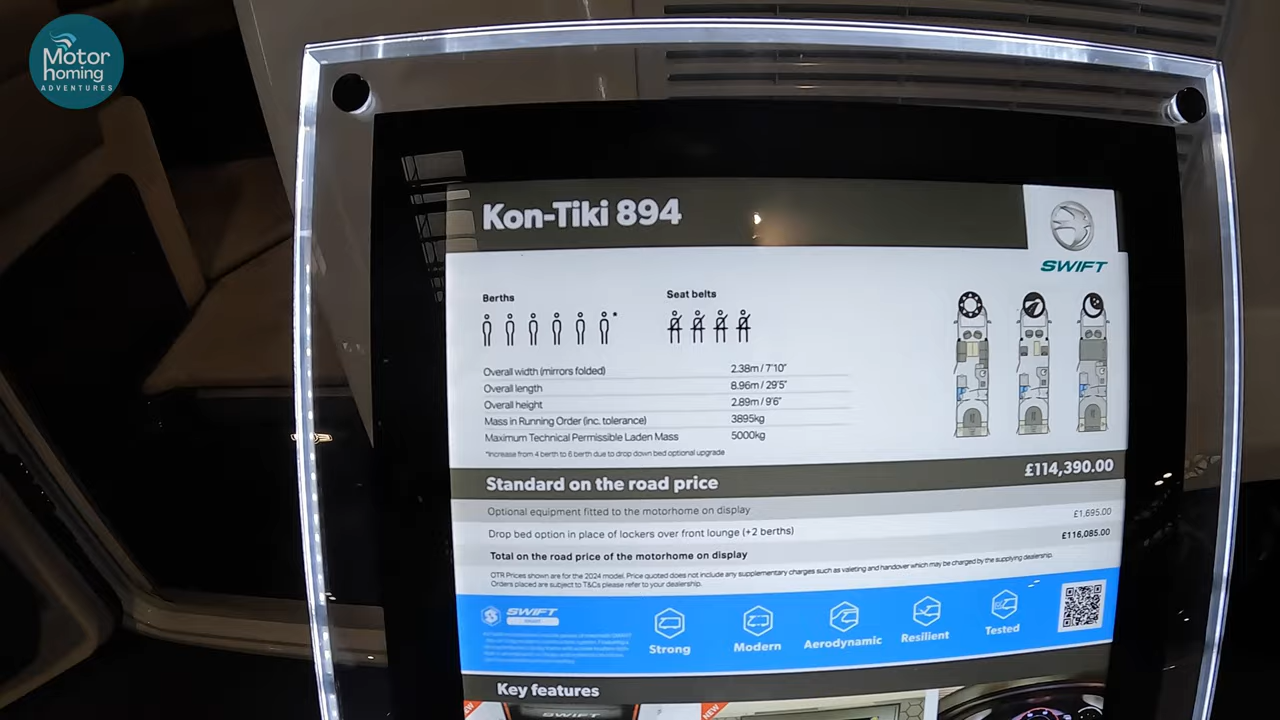 Motor
homing
ADVENTURES
Kon-Tiki 894
SWIFT
Berths
Seat belts
*
Overall width (mirrors folded) 2.38m / 7'10"
Overall length 8.96m / 29'5"
Overall height 2.89m / 9'6"
Mass in Running Order (inc. tolerance) 3895kg
Maximum Technical Permissible Laden Mass 5000kg
*Increase from 4 berth to 6 berth due to drop down bed optional upgrade
Standard on the road price £114,390.00
Optional equipment fitted to the motorhome on display
Drop bed option in place of lockers over front lounge (+2 berths) £1,695.00
Total on the road price of the motorhome on display £116,085.00
OTR Prices shown are for the 2024 model. Price quoted does not include any supplementary charges such as valeting and handover which may be charged by the supplying dealership.
Orders placed are subject to T&Cs please refer to your dealership.
SWIFT
Strong
Modern
Aerodynamic
Resilient
Tested
Key features
NEW
SWIFT
NEW